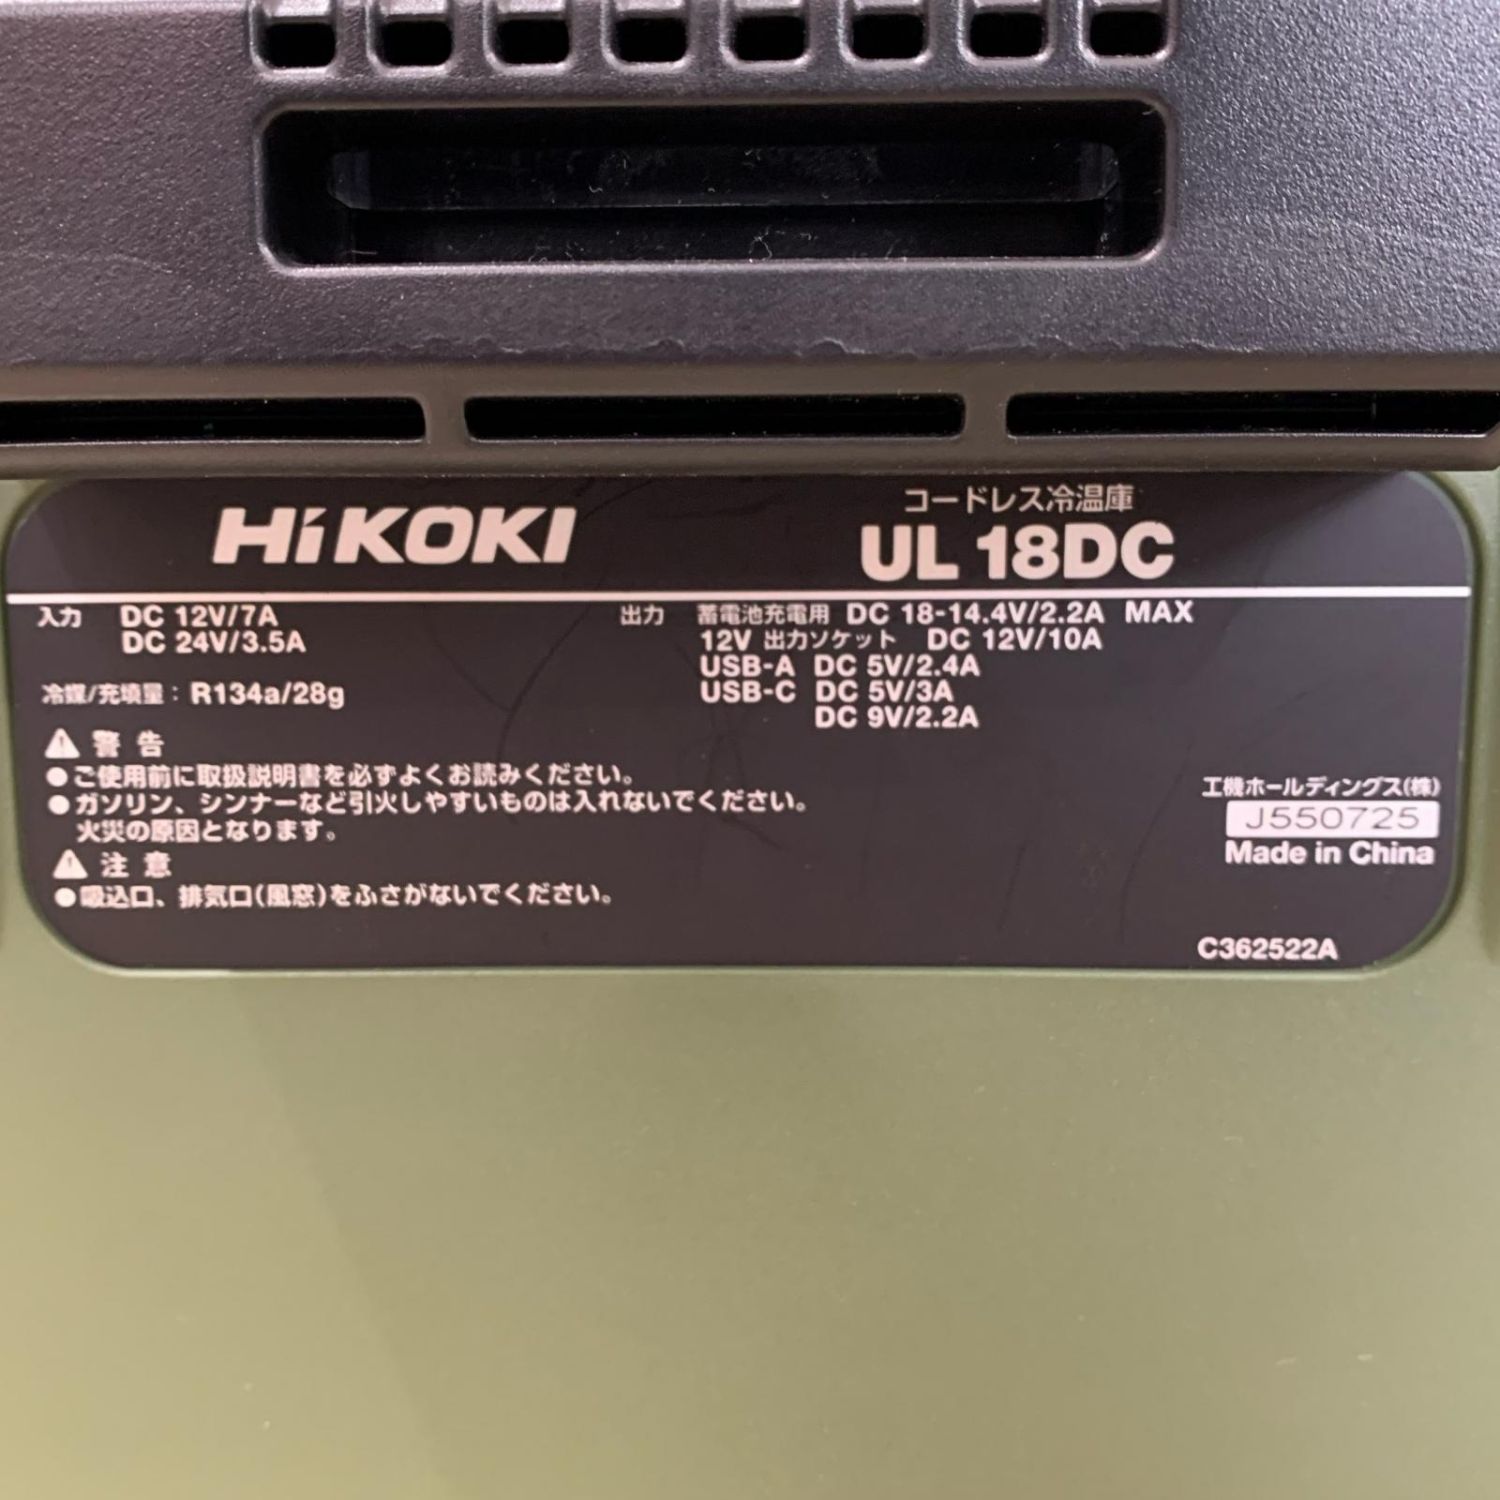 HiKOKI
コードレス冷温庫
UL 18DC
入力 DC 12V/7A
DC 24V/3.5A
冷媒/充填量: R134a/28g
出力 蓄電池充電用 DC 18-14.4V/2.2A MAX
12V 出力ソケット DC 12V/10A
USB-A DC 5V/2.4A
USB-C DC 5V/3A
DC 9V/2.2A
⚠ 警告
●ご使用前に取扱説明書を必ずよくお読みください。
●ガソリン、シンナーなど引火しやすいものは入れないでください。
火災の原因となります。
⚠ 注意
●吸込口、排気口(風窓)をふさがないでください。
工機ホールディングス(株)
J550725
Made in China
C362522A